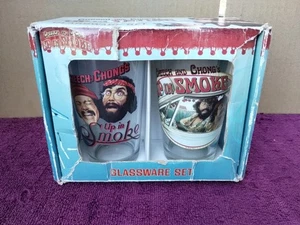 CHEECH & CHONG'S
Up in
Smoke
CHEECH AND CHONG'S
UP IN SMOKE
GLASSWARE SET